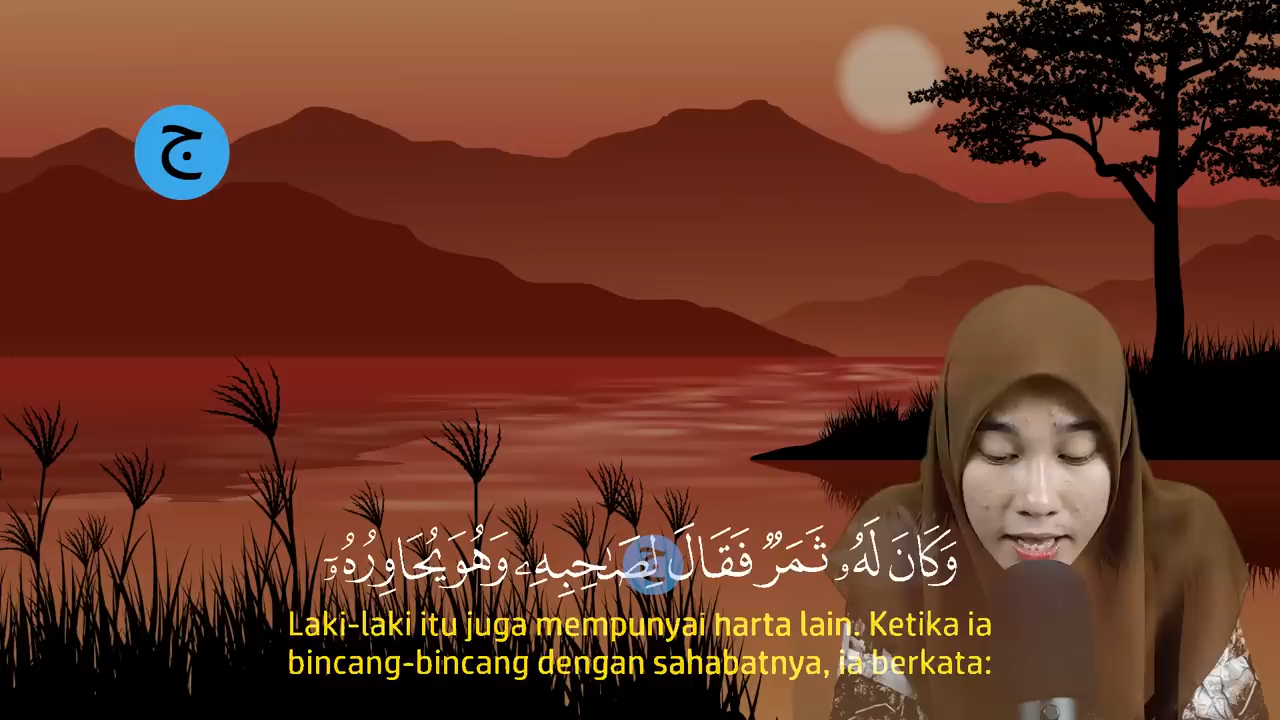 ج
وَكَانَ لَهُۥ ثَمَرٌ فَقَالَ لِصَٰحِبِهِۦ وَهُوَ يُحَاوِرُهُۥٓ
ج
Laki-laki itu juga mempunyai harta lain. Ketika ia
bincang-bincang dengan sahabatnya, ia berkata: